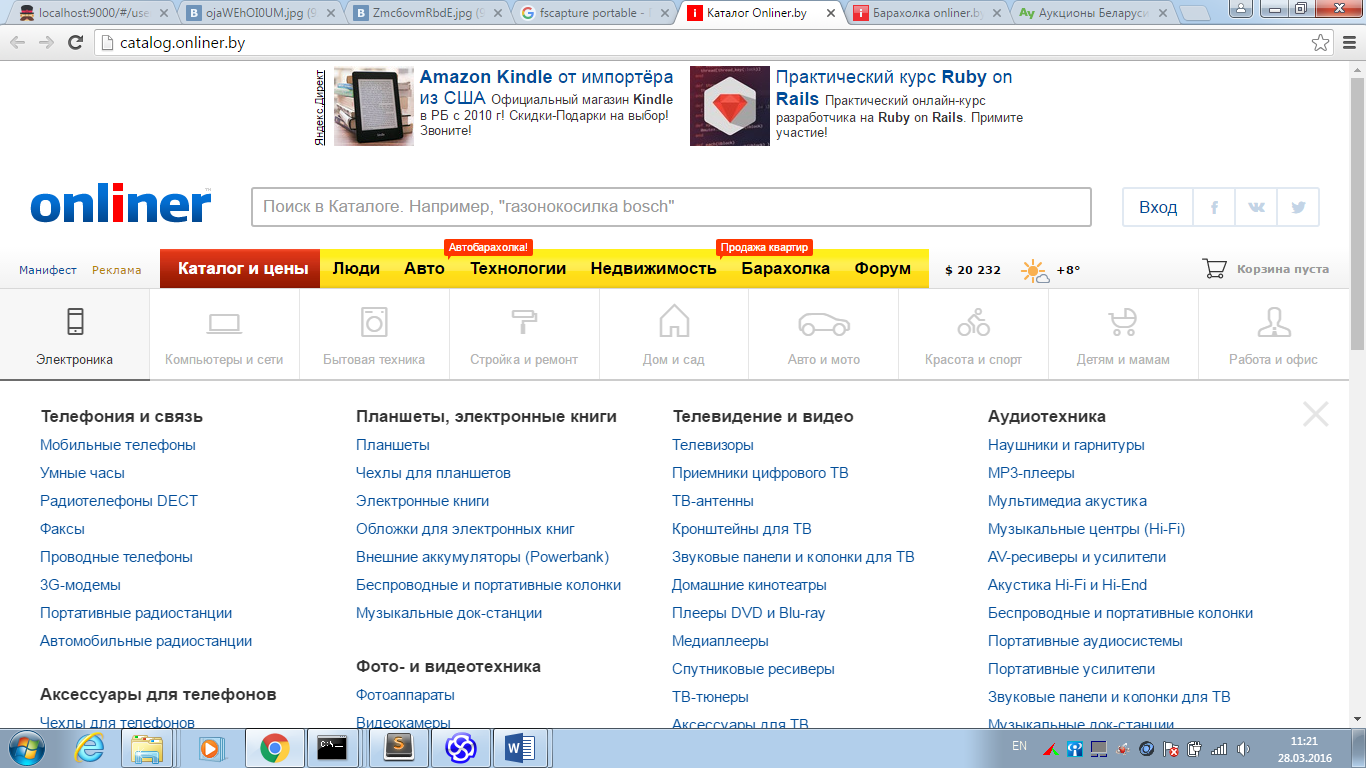 localhost:9000/#/use
ojaWEhOI0UM.jpg (9
Zmc6ovmRbdE.jpg (9
fscapture portable -
Каталог Onliner.by
Барахолка onliner.by
Аукционы Беларуси
catalog.onliner.by
Яндекс.Директ
Amazon Kindle от импортёра
из США Официальный магазин Kindle
в РБ с 2010 г! Скидки-Подарки на выбор!
Звоните!
Практический курс Ruby on
Rails Практический онлайн-курс
разработчика на Ruby on Rails. Примите
участие!
onliner
Поиск в Каталоге. Например, "газонокосилка bosch"
Вход
Автобарахолка!
Продажа квартир
Манифест Реклама Каталог и цены Люди Авто Технологии Недвижимость Барахолка Форум $ 20 232 +8° Корзина пуста
Электроника Компьютеры и сети Бытовая техника Стройка и ремонт Дом и сад Авто и мото Красота и спорт Детям и мамам Работа и офис
Телефония и связь
Мобильные телефоны
Умные часы
Радиотелефоны DECT
Факсы
Проводные телефоны
3G-модемы
Портативные радиостанции
Автомобильные радиостанции
Аксессуары для телефонов
Чехлы для телефонов
Планшеты, электронные книги
Планшеты
Чехлы для планшетов
Электронные книги
Обложки для электронных книг
Внешние аккумуляторы (Powerbank)
Беспроводные и портативные колонки
Музыкальные док-станции
Фото- и видеотехника
Фотоаппараты
Видеокамеры
Телевидение и видео
Телевизоры
Приемники цифрового ТВ
ТВ-антенны
Кронштейны для ТВ
Звуковые панели и колонки для ТВ
Домашние кинотеатры
Плееры DVD и Blu-ray
Медиаплееры
Спутниковые ресиверы
ТВ-тюнеры
Аксессуары для ТВ
Аудиотехника
Наушники и гарнитуры
MP3-плееры
Мультимедиа акустика
Музыкальные центры (Hi-Fi)
AV-ресиверы и усилители
Акустика Hi-Fi и Hi-End
Беспроводные и портативные колонки
Портативные аудиосистемы
Портативные усилители
Звуковые панели и колонки для ТВ
Музыкальные док-станции
EN
11:21
28.03.2016